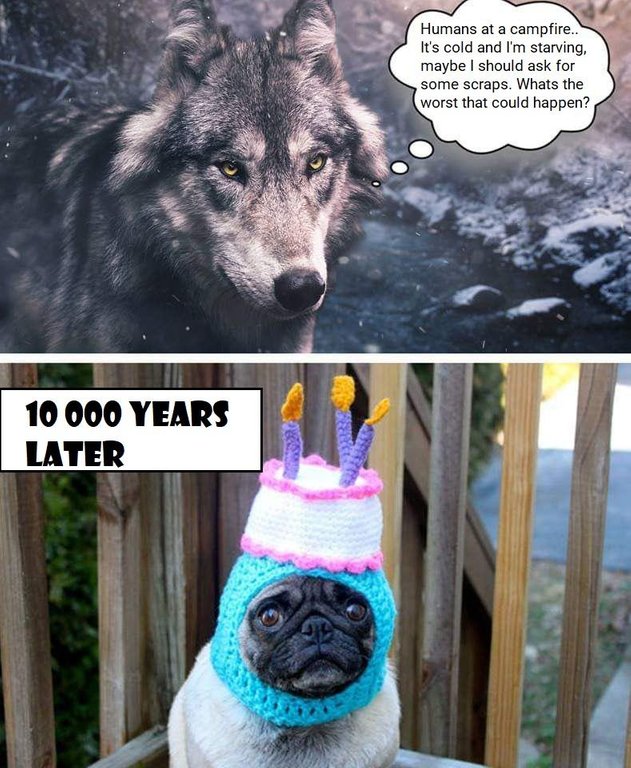 Humans at a campfire..
It's cold and I'm starving,
maybe I should ask for
some scraps. Whats the
worst that could happen?
10 000 YEARS
LATER